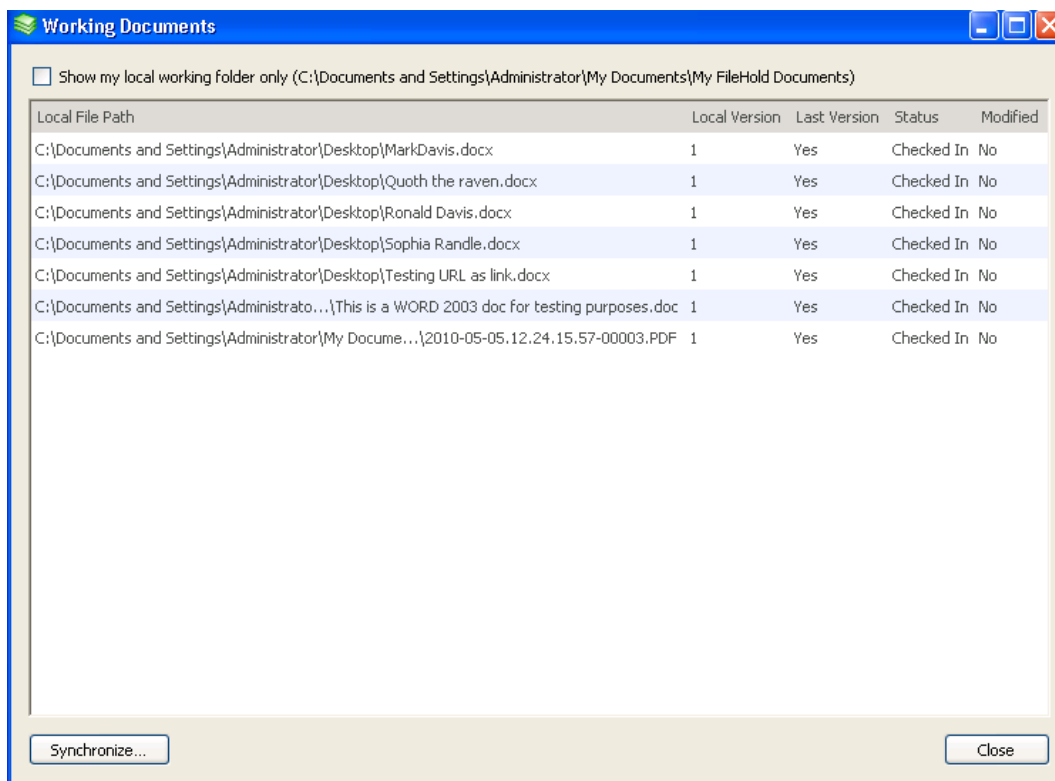 Working Documents
Show my local working folder only (C:\Documents and Settings\Administrator\My Documents\My FileHold Documents)
Local File Path Local Version Last Version Status Modified
C:\Documents and Settings\Administrator\Desktop\MarkDavis.docx 1 Yes Checked In No
C:\Documents and Settings\Administrator\Desktop\Quoth the raven.docx 1 Yes Checked In No
C:\Documents and Settings\Administrator\Desktop\Ronald Davis.docx 1 Yes Checked In No
C:\Documents and Settings\Administrator\Desktop\Sophia Randle.docx 1 Yes Checked In No
C:\Documents and Settings\Administrator\Desktop\Testing URL as link.docx 1 Yes Checked In No
C:\Documents and Settings\Administrato...\This is a WORD 2003 doc for testing purposes.doc 1 Yes Checked In No
C:\Documents and Settings\Administrator\My Docume...\2010-05-05.12.24.15.57-00003.PDF 1 Yes Checked In No
Synchronize... Close